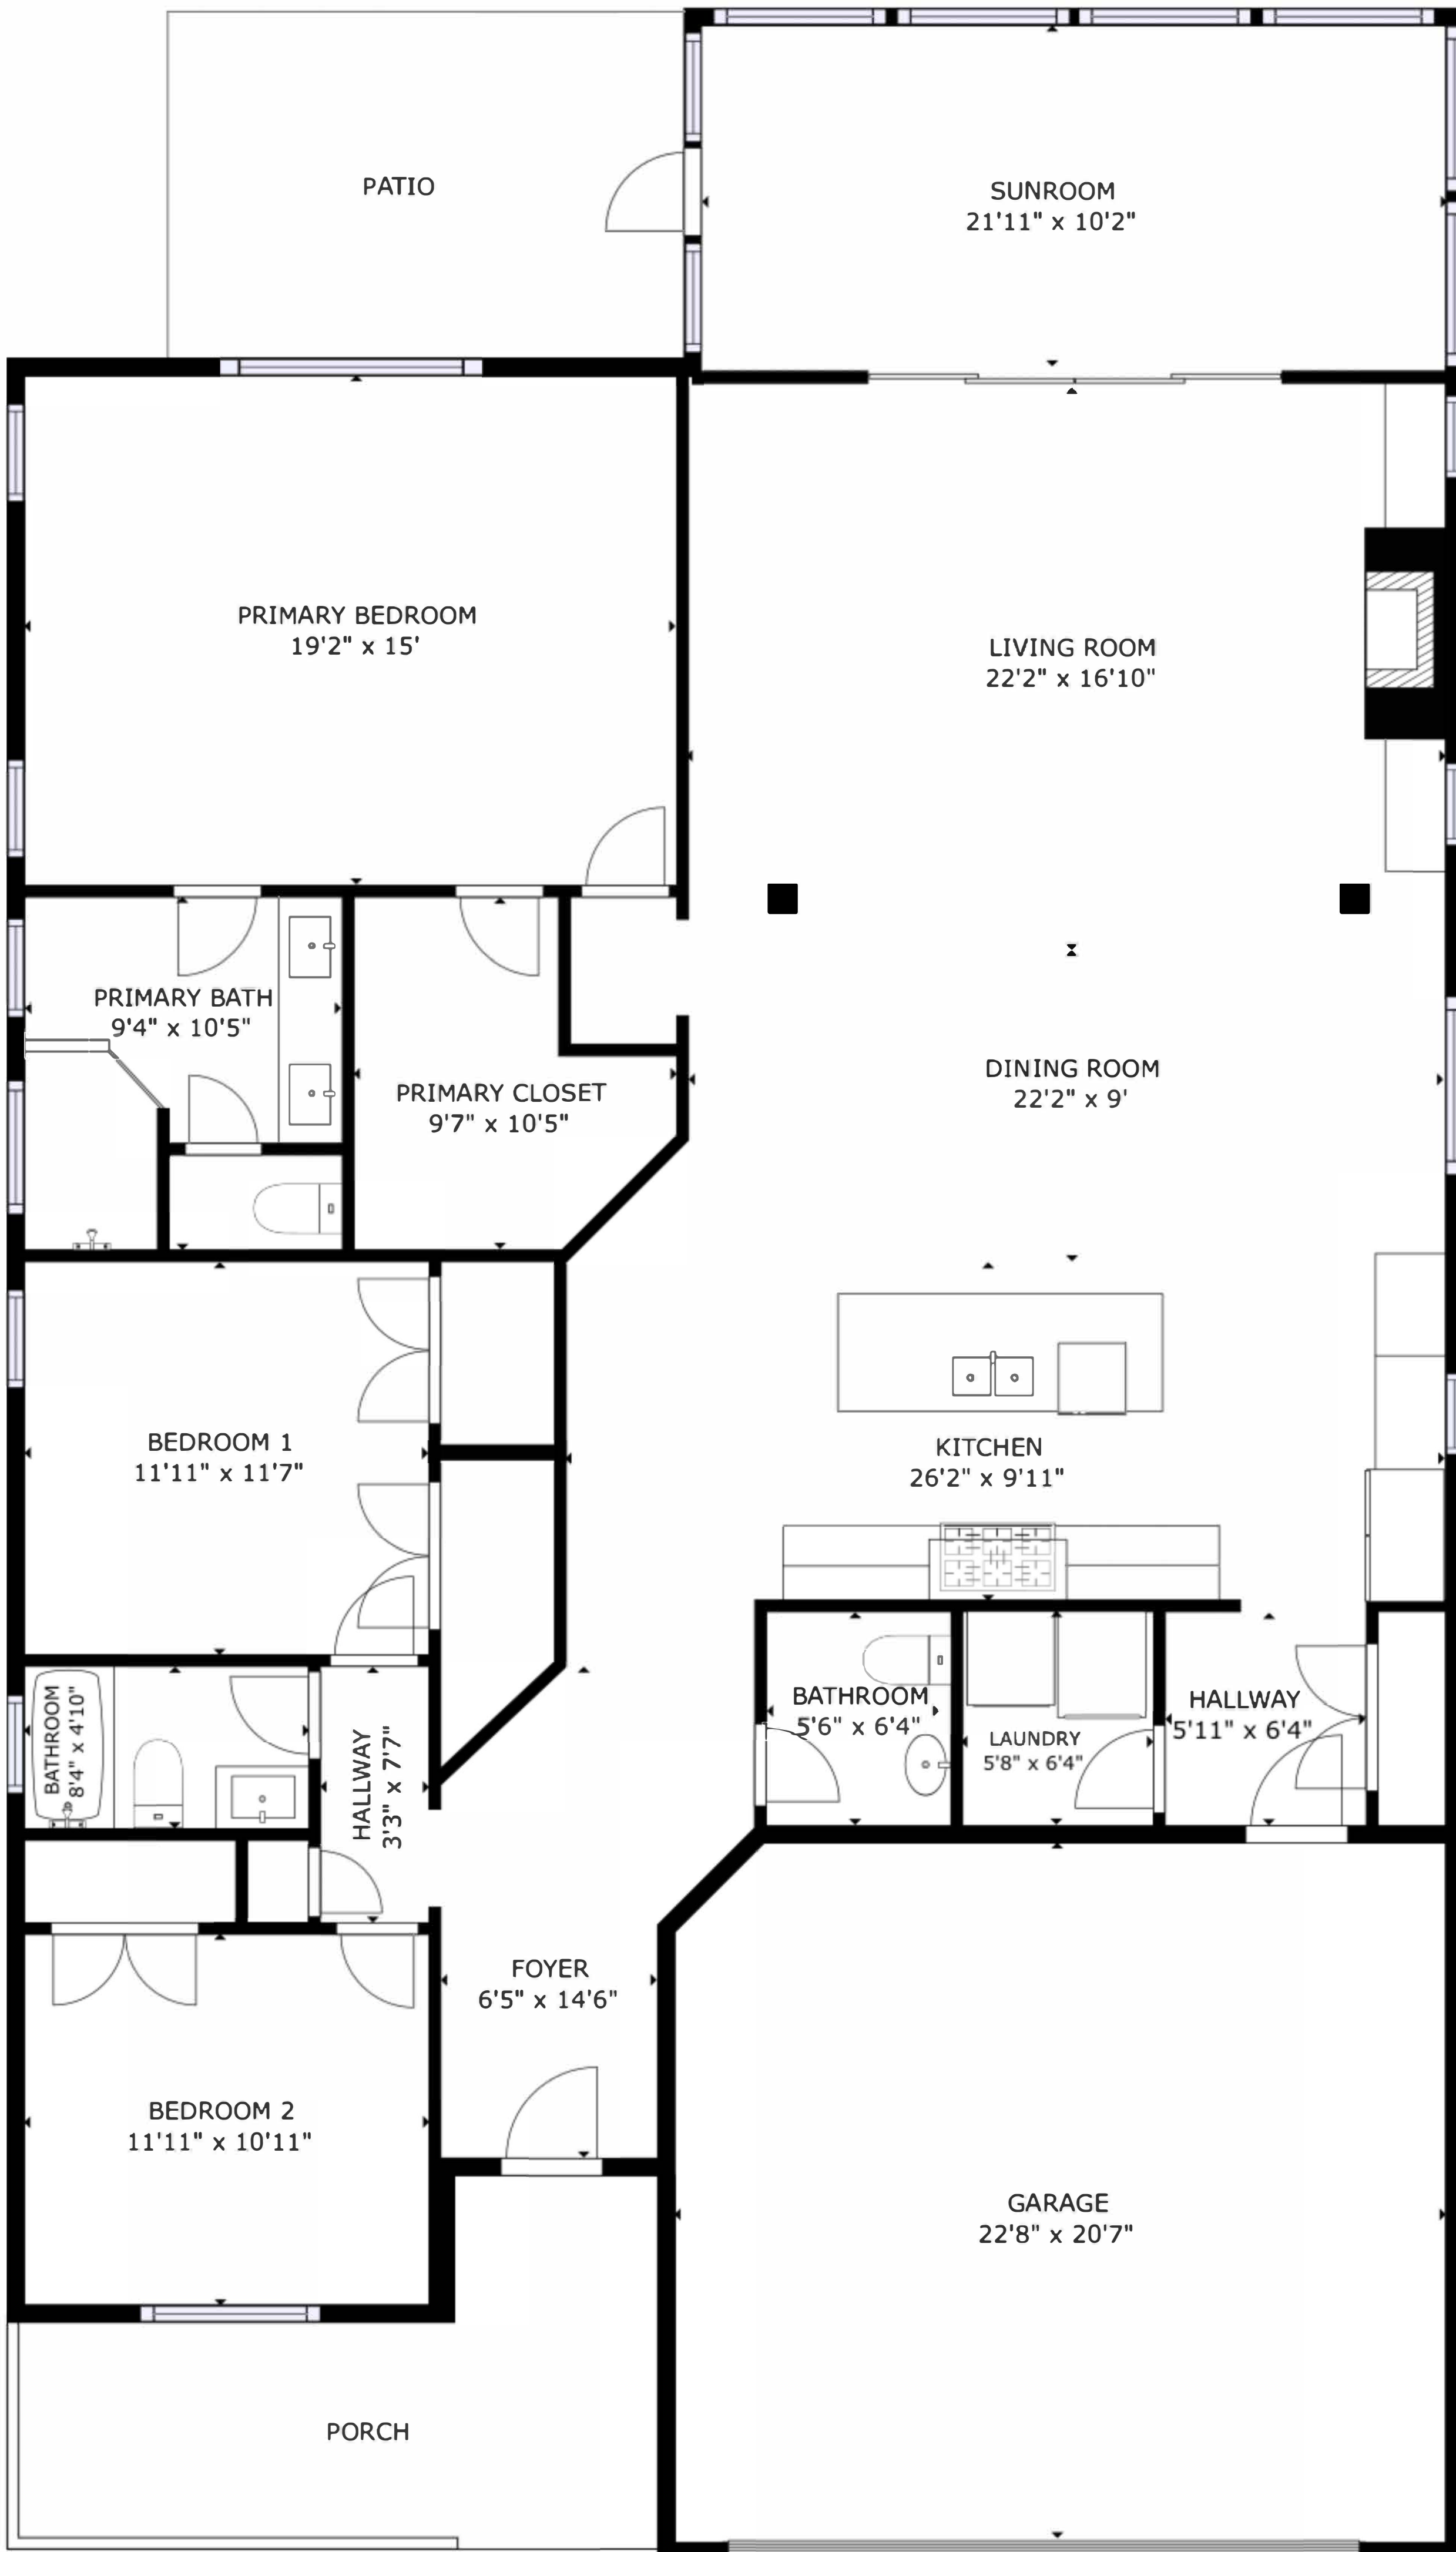 PATIO
SUNROOM
21'11" x 10'2"
PRIMARY BEDROOM
19'2" x 15'
LIVING ROOM
22'2" x 16'10"
PRIMARY BATH
9'4" x 10'5"
PRIMARY CLOSET
9'7" x 10'5"
DINING ROOM
22'2" x 9'
BEDROOM 1
11'11" x 11'7"
KITCHEN
26'2" x 9'11"
BATHROOM
8'4" x 4'10"
HALLWAY
3'3" x 7'7"
BATHROOM
5'6" x 6'4"
LAUNDRY
5'8" x 6'4"
HALLWAY
5'11" x 6'4"
FOYER
6'5" x 14'6"
BEDROOM 2
11'11" x 10'11"
GARAGE
22'8" x 20'7"
PORCH